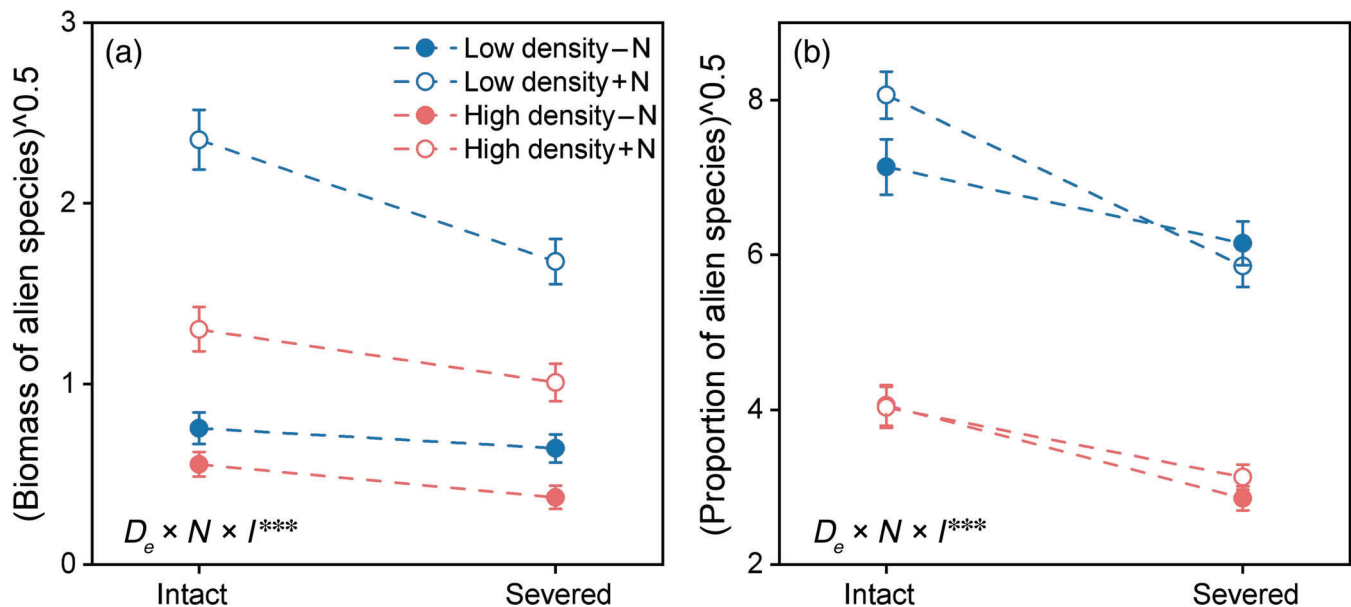 (a)
3
2
1
0
(Biomass of alien species)^0.5
Low density–N
Low density+N
High density–N
High density+N
Dₑ × N × I***
Intact
Severed
(b)
8
6
4
2
(Proportion of alien species)^0.5
Dₑ × N × I***
Intact
Severed